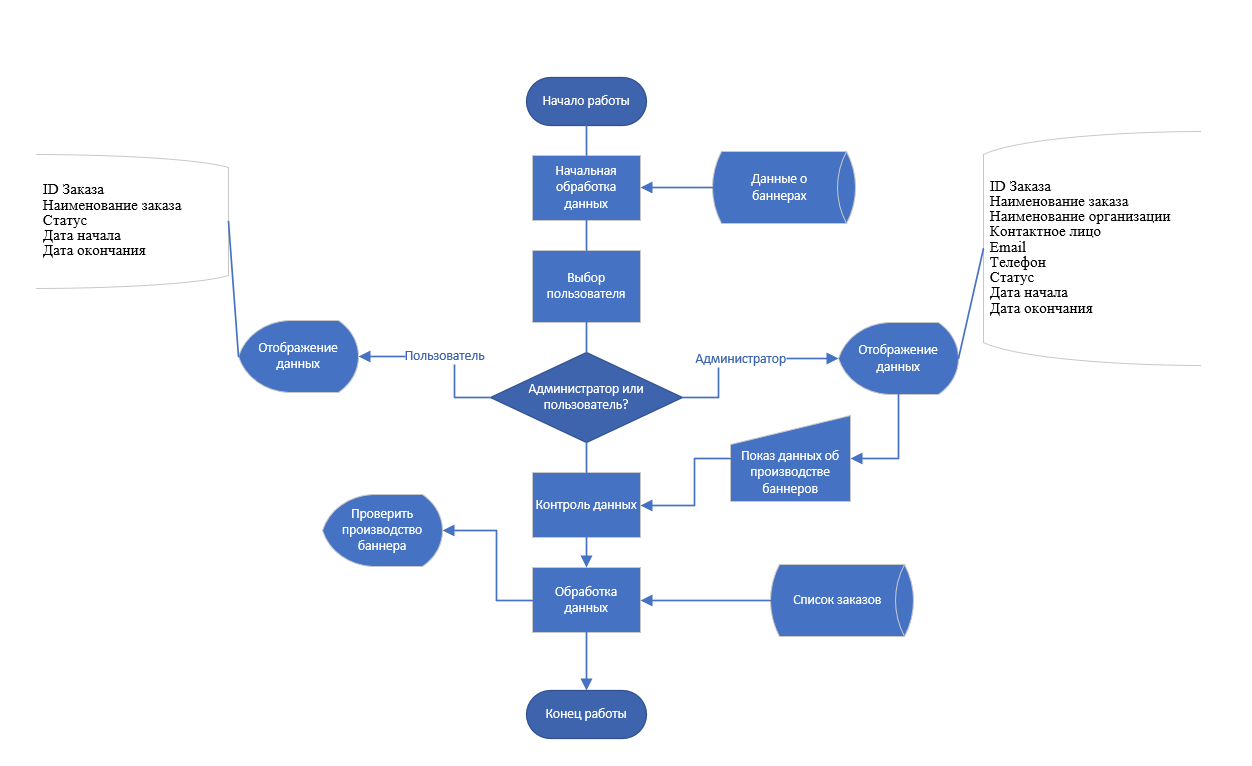 Начало работы
Начальная
обработка
данных
Данные о
баннерах
ID Заказа
Наименование заказа
Статус
Дата начала
Дата окончания
ID Заказа
Наименование заказа
Наименование организации
Контактное лицо
Email
Телефон
Статус
Дата начала
Дата окончания
Выбор
пользователя
Отображение
данных
Пользователь
Администратор или
пользователь?
Администратор
Отображение
данных
Показ данных об
производстве
баннеров
Контроль данных
Проверить
производство
баннера
Обработка
данных
Список заказов
Конец работы